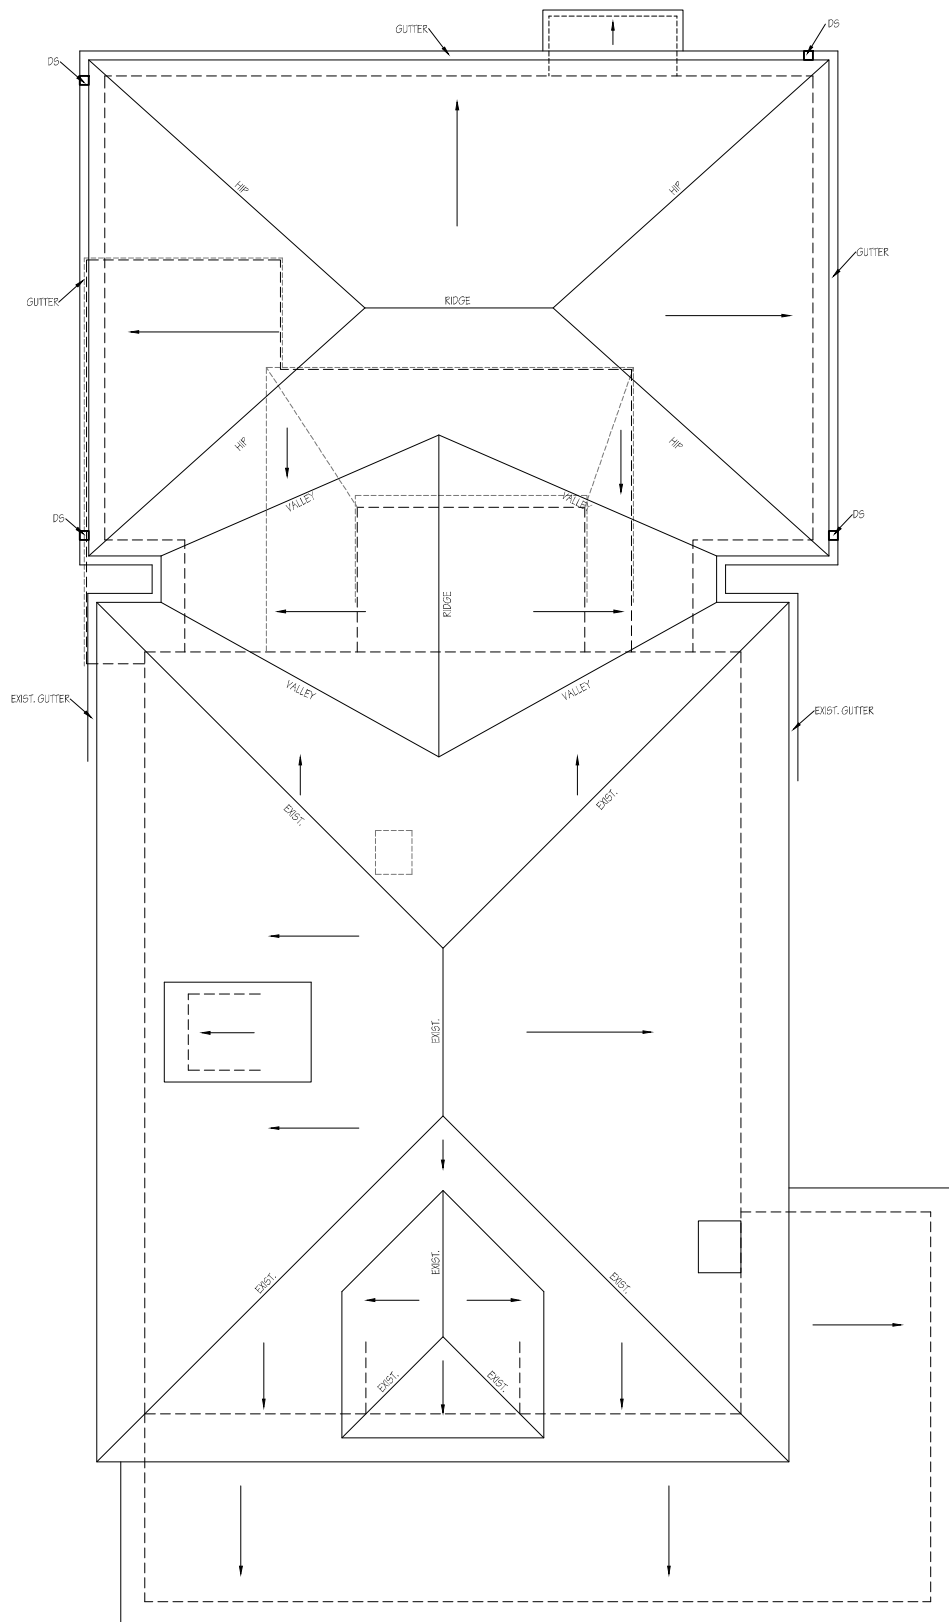 GUTTER
DS
DS
HIP
HIP
GUTTER
GUTTER
RIDGE
HIP
HIP
VALLEY
VALLEY
DS
DS
RIDGE
VALLEY
VALLEY
EXIST. GUTTER
EXIST. GUTTER
EXIST.
EXIST.
EXIST.
EXIST.
EXIST.
EXIST.
EXIST.
EXIST.